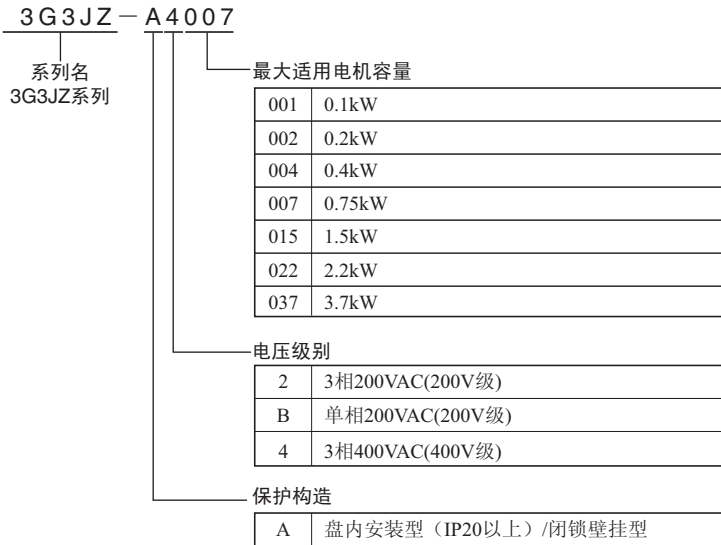 3G3JZ－A4007
系列名
3G3JZ系列
最大适用电机容量
001 0.1kW
002 0.2kW
004 0.4kW
007 0.75kW
015 1.5kW
022 2.2kW
037 3.7kW
电压级别
2 3相200VAC(200V级)
B 单相200VAC(200V级)
4 3相400VAC(400V级)
保护构造
A 盘内安装型（IP20以上）/闭锁壁挂型